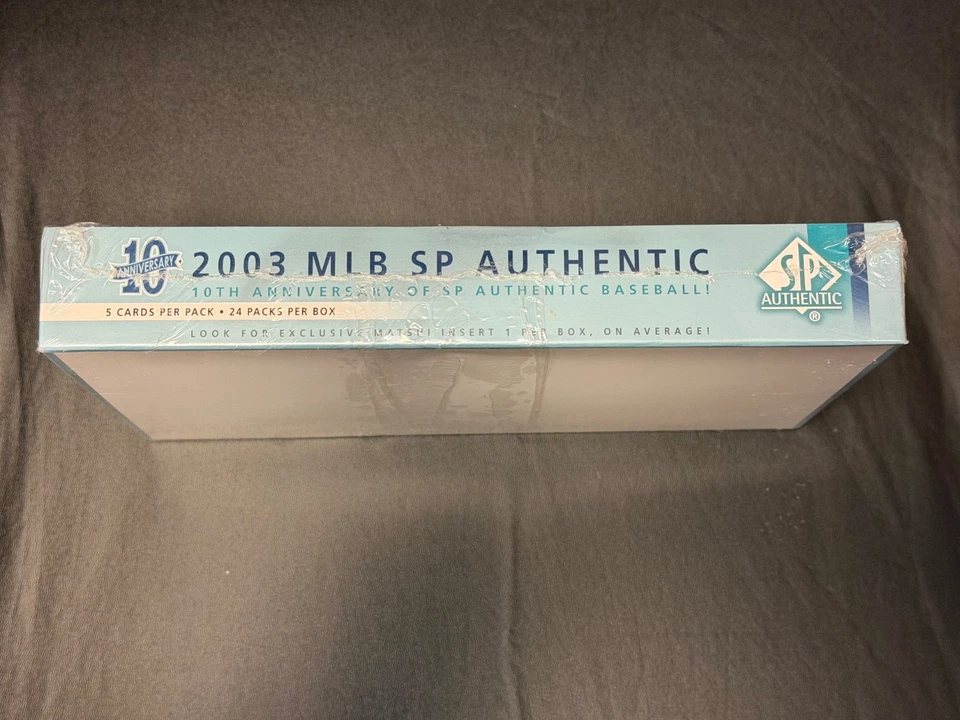 10
ANNIVERSARY
2003 MLB SP AUTHENTIC
10TH ANNIVERSARY OF SP AUTHENTIC BASEBALL!
5 CARDS PER PACK • 24 PACKS PER BOX
LOOK FOR EXCLUSIVE MATSUI INSERT 1 PER BOX, ON AVERAGE!
SP
AUTHENTIC
®